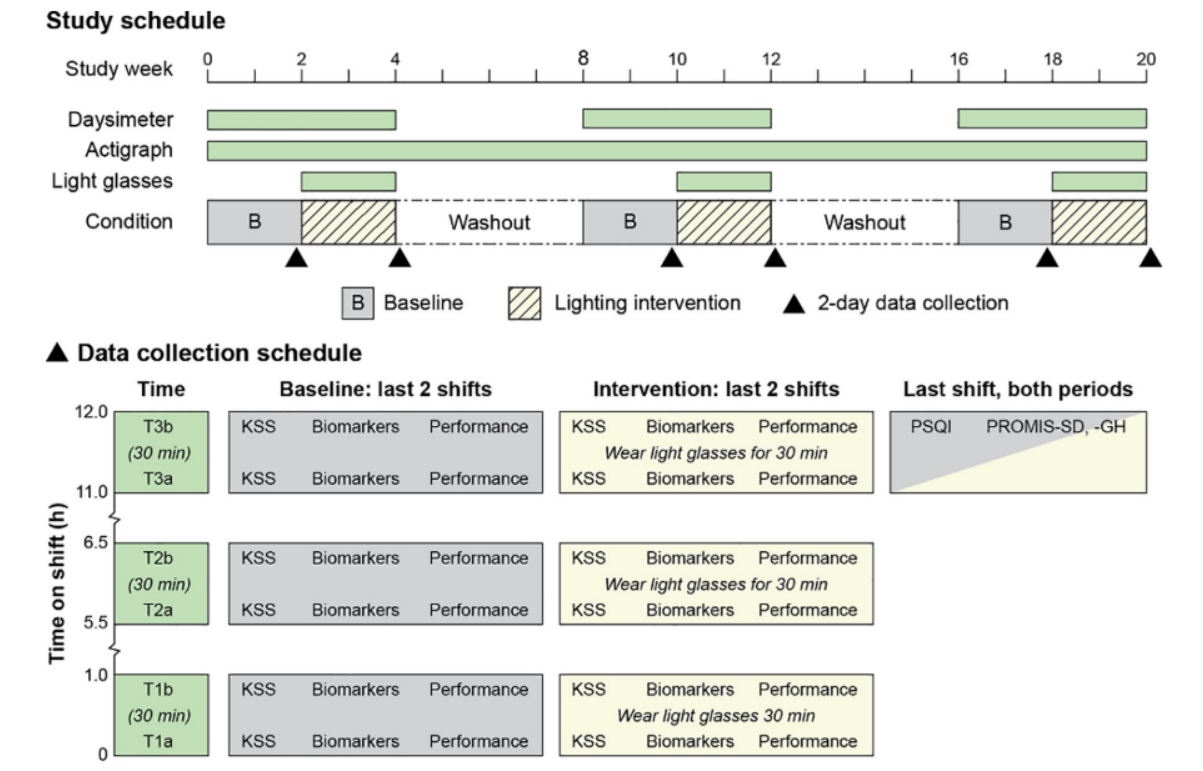 Study schedule
Study week 0 2 4 8 10 12 16 18 20
Daysimeter
Actigraph
Light glasses
Condition B Washout B Washout B
B Baseline Lighting intervention 2-day data collection
Data collection schedule
Time Baseline: last 2 shifts Intervention: last 2 shifts Last shift, both periods
12.0
T3b KSS Biomarkers Performance KSS Biomarkers Performance PSQI PROMIS-SD, -GH
(30 min) Wear light glasses for 30 min
T3a KSS Biomarkers Performance KSS Biomarkers Performance
11.0
Time on shift (h)
6.5
T2b KSS Biomarkers Performance KSS Biomarkers Performance
(30 min) Wear light glasses for 30 min
T2a KSS Biomarkers Performance KSS Biomarkers Performance
5.5
1.0
T1b KSS Biomarkers Performance KSS Biomarkers Performance
(30 min) Wear light glasses 30 min
T1a KSS Biomarkers Performance KSS Biomarkers Performance
0